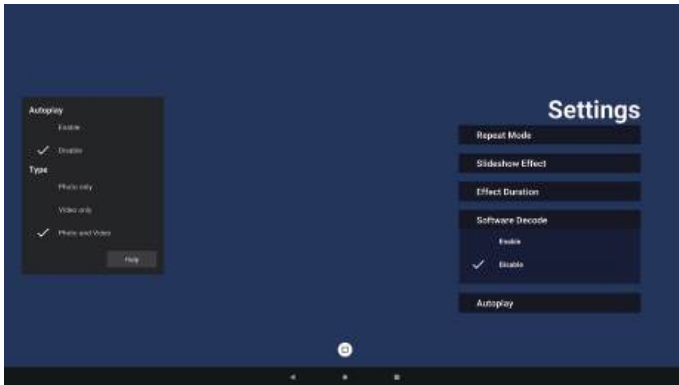 Autoplay
Enable
Disable
Type
Photo only
Video only
Photo and Video
Help
Settings
Repeat Mode
Slideshow Effect
Effect Duration
Software Decode
Enable
Disable
Autoplay